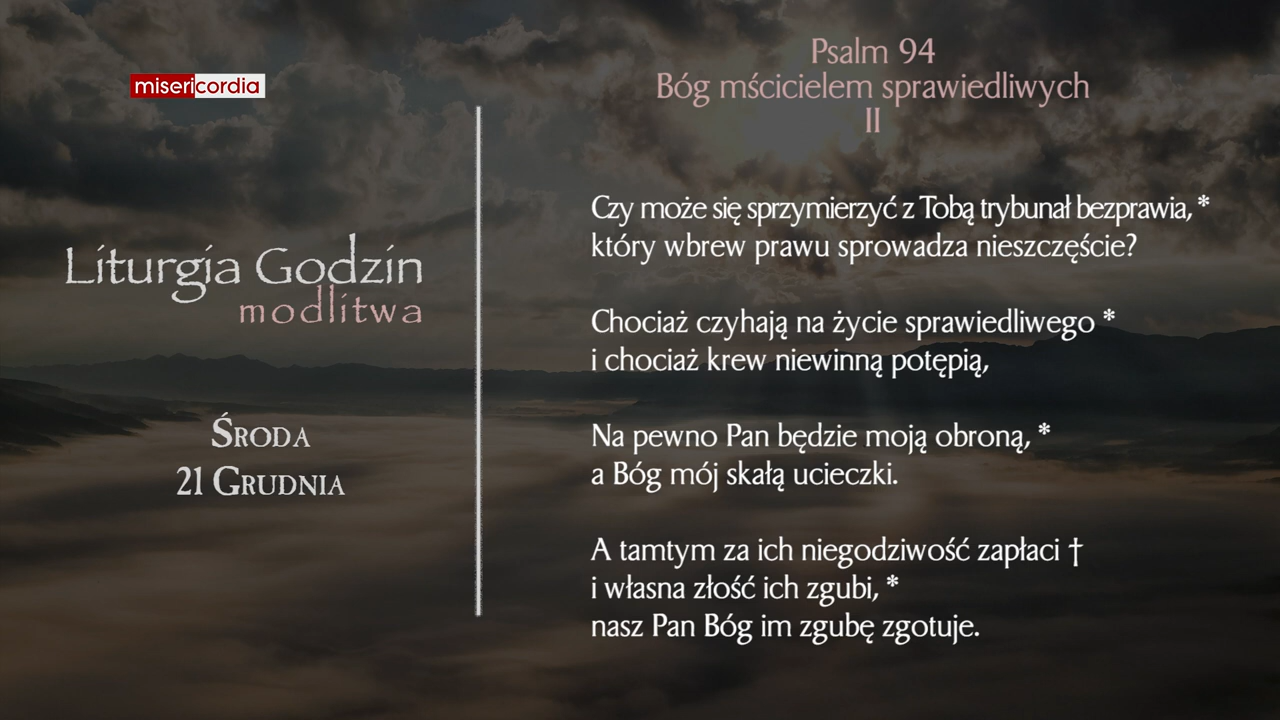 misericordia
Liturgia Godzin
modlitwa
Środa
21 Grudnia
Psalm 94
Bóg mścicielem sprawiedliwych
II
Czy może się sprzymierzyć z Tobą trybunał bezprawia, *
który wbrew prawu sprowadza nieszczęście?
Chociaż czyhają na życie sprawiedliwego *
i chociaż krew niewinną potępią,
Na pewno Pan będzie moją obroną, *
a Bóg mój skałą ucieczki.
A tamtym za ich niegodziwość zapłaci †
i własna złość ich zgubi, *
nasz Pan Bóg im zgubę zgotuje.